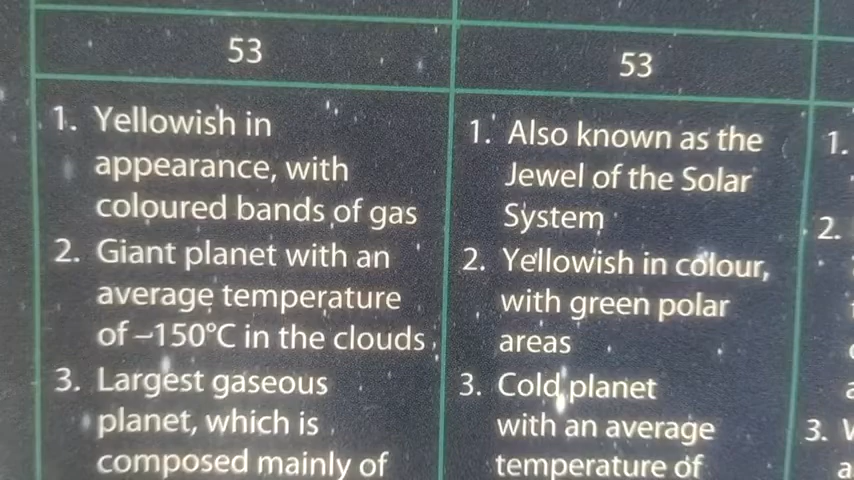 53
1. Yellowish in
appearance, with
coloured bands of gas
2. Giant planet with an
average temperature
of –150°C in the clouds
3. Largest gaseous
planet, which is
composed mainly of
53
1. Also known as the
Jewel of the Solar
System
2. Yellowish in colour,
with green polar
areas
3. Cold planet
with an average
temperature of
1.
2.
3.